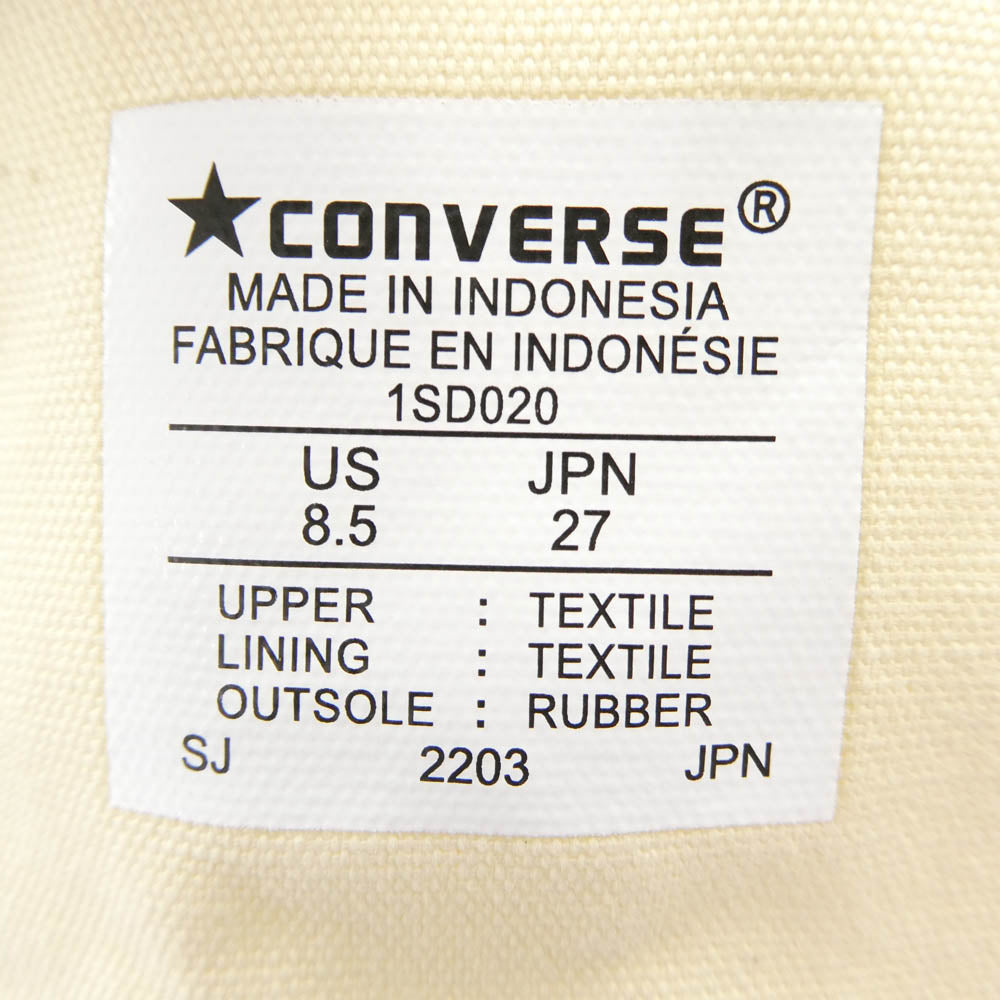 ★CONVERSE®
MADE IN INDONESIA
FABRIQUE EN INDONÉSIE
1SD020
US JPN
8.5 27
UPPER : TEXTILE
LINING : TEXTILE
OUTSOLE : RUBBER
SJ 2203 JPN